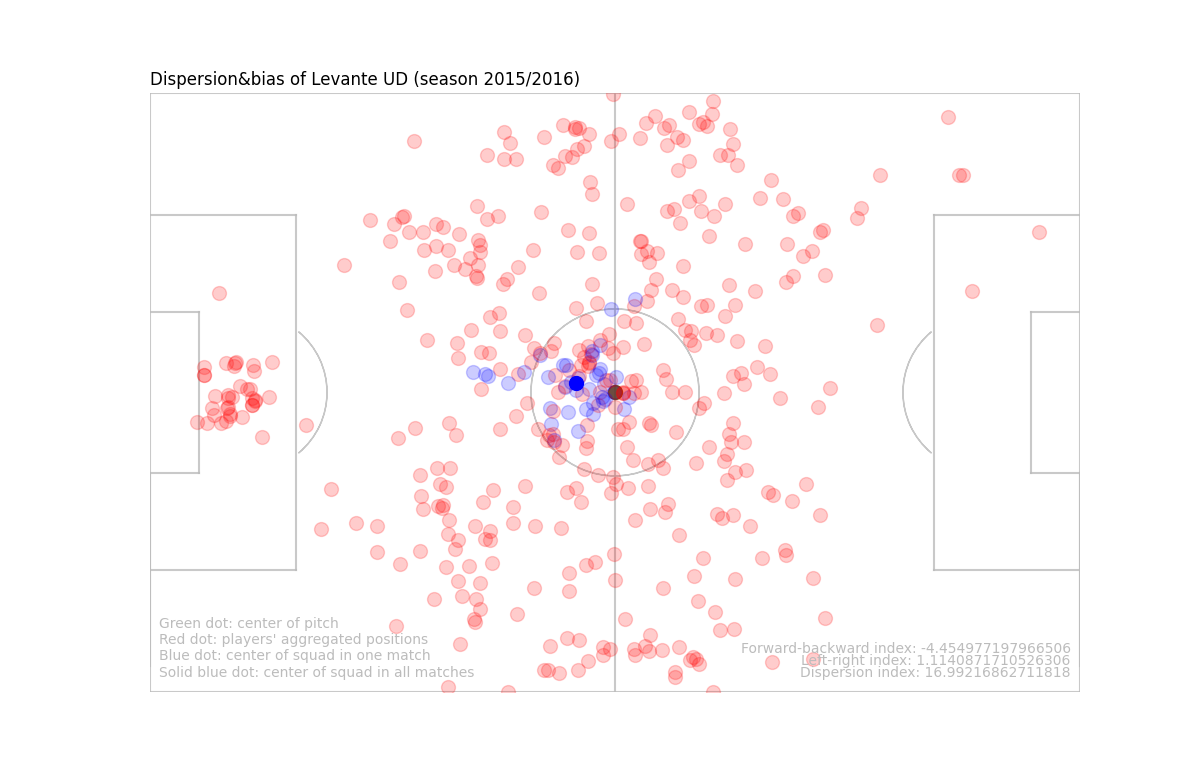 Dispersion&bias of Levante UD (season 2015/2016)
Green dot: center of pitch
Red dot: players' aggregated positions
Blue dot: center of squad in one match
Solid blue dot: center of squad in all matches
Forward-backward index: -4.454977197966506
Left-right index: 1.1140871710526306
Dispersion index: 16.99216862711818